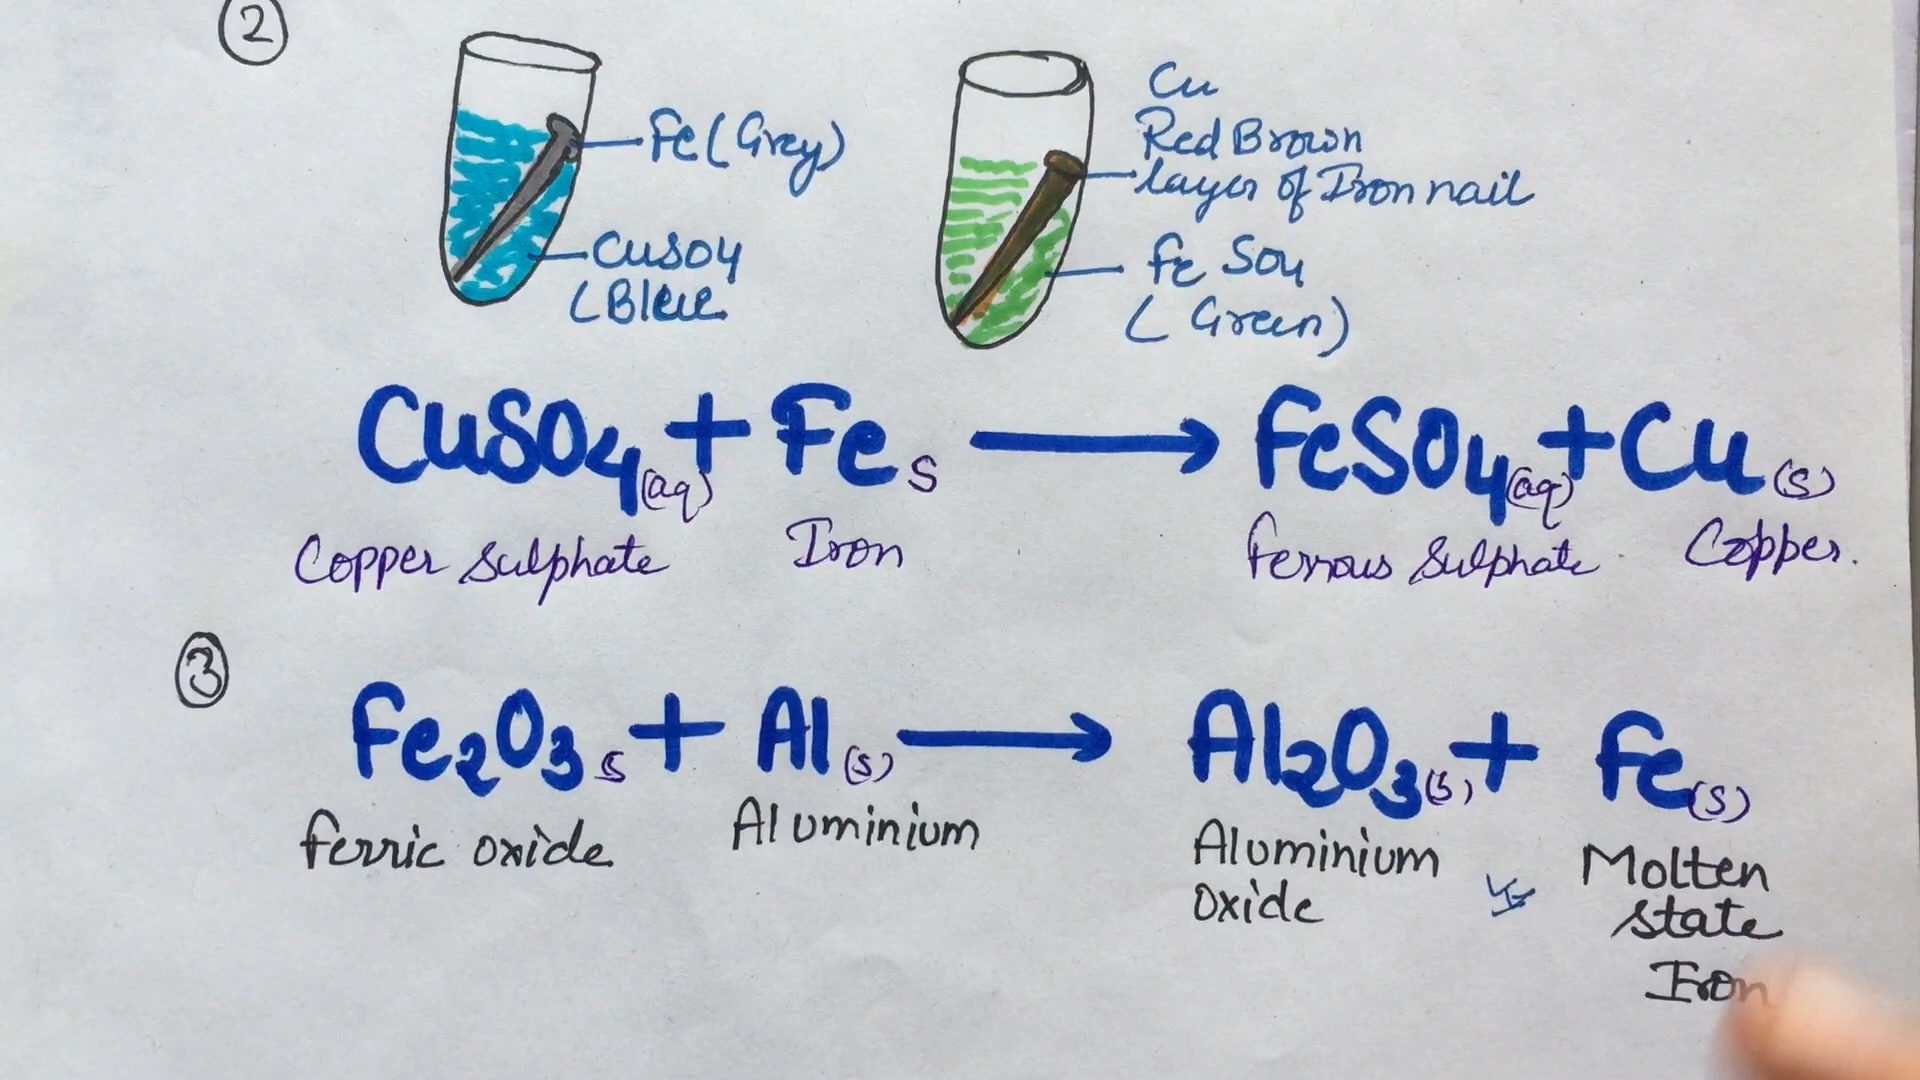 2
Fe (Grey)
CuSO4
(Blue
Cu
Red Brown
layer of Iron nail
Fe SO4
(Green)
CuSO4(aq) + Fe s → FeSO4(aq) + Cu(s)
Copper Sulphate Iron Ferrous Sulphate Copper.
3
Fe2O3 s + Al(s) → Al2O3(s) + Fe(s)
Ferric oxide Aluminium Aluminium Molten
oxide state
Iron